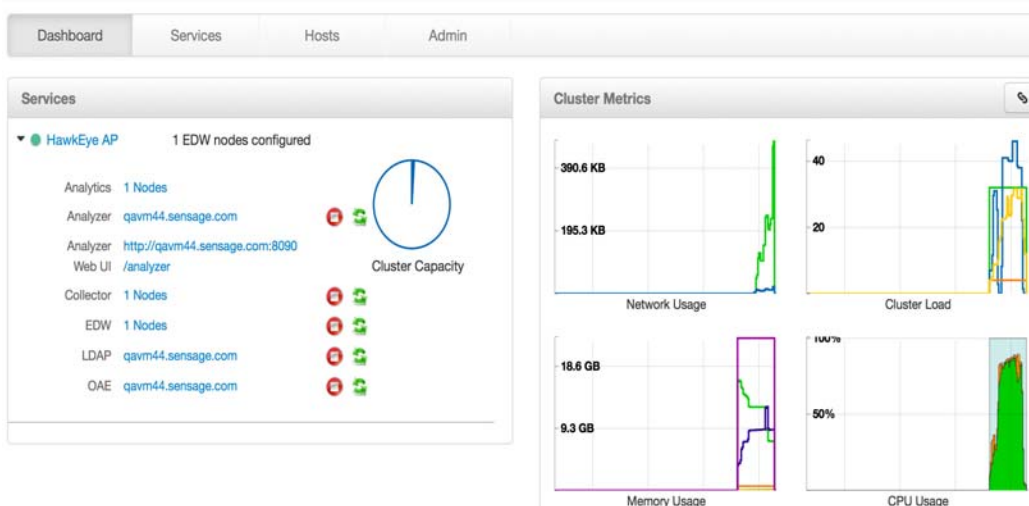 Dashboard Services Hosts Admin
Services
HawkEye AP 1 EDW nodes configured
Analytics 1 Nodes
Analyzer qavm44.sensage.com
Analyzer http://qavm44.sensage.com:8090
Web UI /analyzer
Cluster Capacity
Collector 1 Nodes
EDW 1 Nodes
LDAP qavm44.sensage.com
OAE qavm44.sensage.com
Cluster Metrics
390.6 KB
195.3 KB
Network Usage
40
20
Cluster Load
18.6 GB
9.3 GB
Memory Usage
100%
50%
CPU Usage